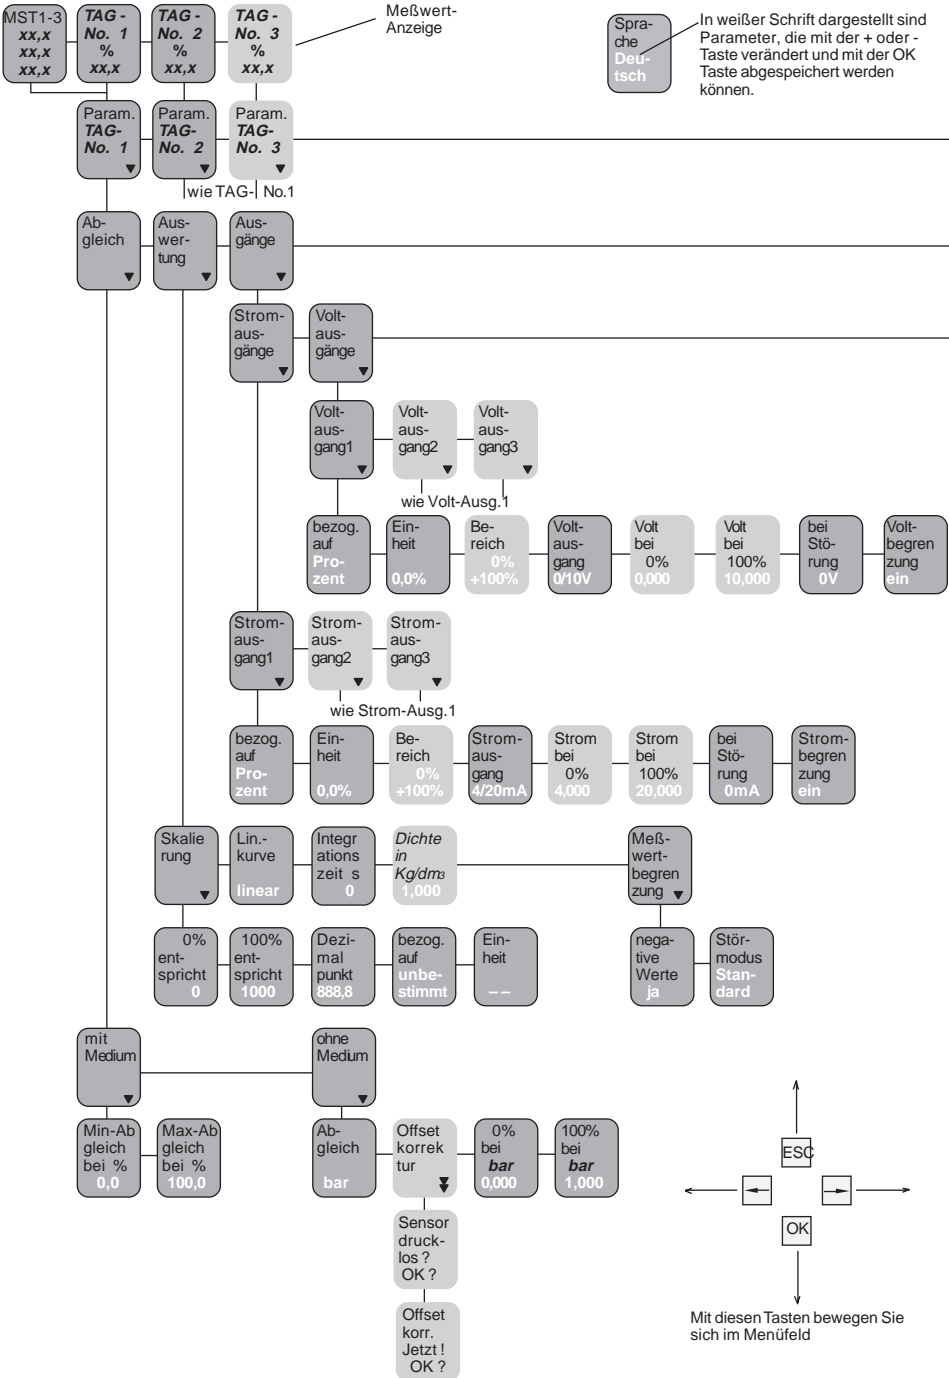 MST1-3
xx,x
xx,x
xx,x
TAG -
No. 1
%
xx,x
TAG -
No. 2
%
xx,x
TAG -
No. 3
%
xx,x
Meßwert-
Anzeige
Spra-
che
Deu-
tsch
In weißer Schrift dargestellt sind
Parameter, die mit der + oder -
Taste verändert und mit der OK
Taste abgespeichert werden
können.
Param.
TAG-
No. 1
Param.
TAG-
No. 2
Param.
TAG-
No. 3
wie TAG- No.1
Ab-
gleich
Aus-
wer-
tung
Aus-
gänge
Strom-
aus-
gänge
Volt-
aus-
gänge
Volt-
aus-
gang1
Volt-
aus-
gang2
Volt-
aus-
gang3
wie Volt-Ausg.1
bezog.
auf
Pro-
zent
Ein-
heit
0,0%
Be-
reich
0%
+100%
Volt-
aus-
gang
0/10V
Volt
bei
0%
0,000
Volt
bei
100%
10,000
bei
Stö-
rung
0V
Volt-
begren
zung
ein
Strom-
aus-
gang1
Strom-
aus-
gang2
Strom-
aus-
gang3
wie Strom-Ausg.1
bezog.
auf
Pro-
zent
Ein-
heit
0,0%
Be-
reich
0%
+100%
Strom-
aus-
gang
4/20mA
Strom
bei
0%
4,000
Strom
bei
100%
20,000
bei
Stö-
rung
0mA
Strom-
begren
zung
ein
Skalie
rung
Lin.-
kurve
linear
Integr
ations
zeit s
0
Dichte
in
Kg/dm3
1,000
Meß-
wert-
begren
zung
0%
ent-
spricht
0
100%
ent-
spricht
1000
Dezi-
mal
punkt
888,8
bezog.
auf
unbe-
stimmt
Ein-
heit
– –
nega-
tive
Werte
ja
Stör-
modus
Stan-
dard
mit
Medium
ohne
Medium
Min-Ab
gleich
bei %
0,0
Max-Ab
gleich
bei %
100,0
Ab-
gleich
bar
Offset
korrek
tur
0%
bei
bar
0,000
100%
bei
bar
1,000
Sensor
druck-
los ?
OK ?
Offset
korr.
Jetzt !
OK ?
ESC
OK
Mit diesen Tasten bewegen Sie
sich im Menüfeld